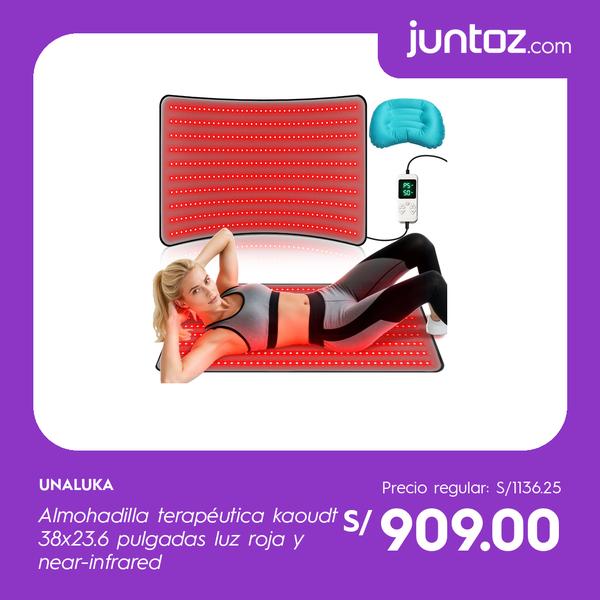 juntoz.com
PS-
50-
UNALUKA
Precio regular: S/1136.25
Almohadilla terapéutica kaoudt
38x23.6 pulgadas luz roja y
near-infrared
S/ 909.00